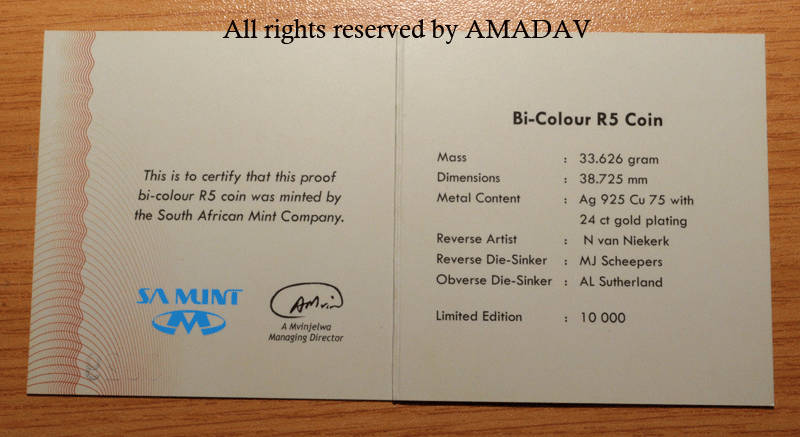 All rights reserved by AMADAV
This is to certify that this proof
bi-colour R5 coin was minted by
the South African Mint Company.
SA MINT
AMvin
A Mvinjelwa
Managing Director
Bi-Colour R5 Coin
Mass : 33.626 gram
Dimensions : 38.725 mm
Metal Content : Ag 925 Cu 75 with
24 ct gold plating
Reverse Artist : N van Niekerk
Reverse Die-Sinker : MJ Scheepers
Obverse Die-Sinker : AL Sutherland
Limited Edition : 10 000